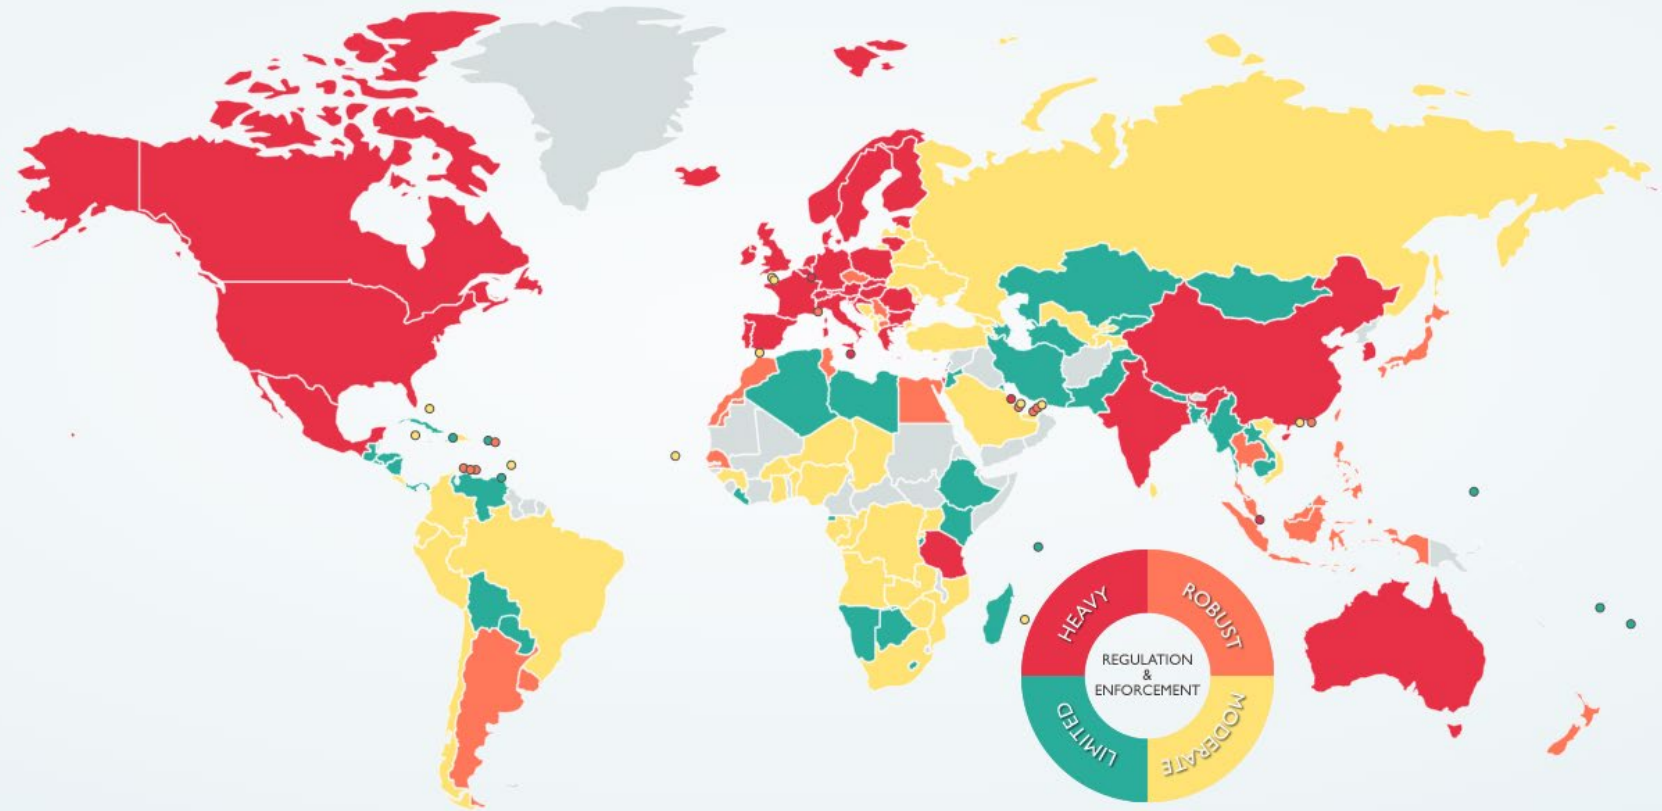 HEAVY
ROBUST
REGULATION
&
ENFORCEMENT
LIMITED
MODERATE